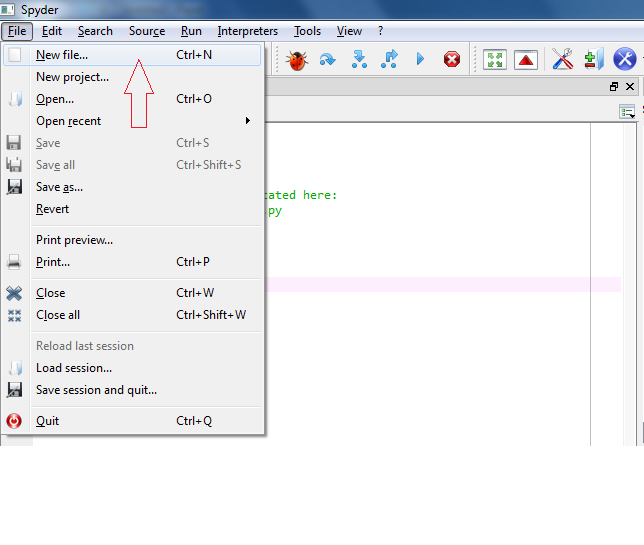 Spyder
File Edit Search Source Run Interpreters Tools View ?
New file... Ctrl+N
New project...
Open... Ctrl+O
Open recent
Save Ctrl+S
Save all Ctrl+Shift+S
Save as...
cated here:
Revert
.py
Print preview...
Print... Ctrl+P
Close Ctrl+W
Close all Ctrl+Shift+W
Reload last session
Load session...
Save session and quit...
Quit Ctrl+Q